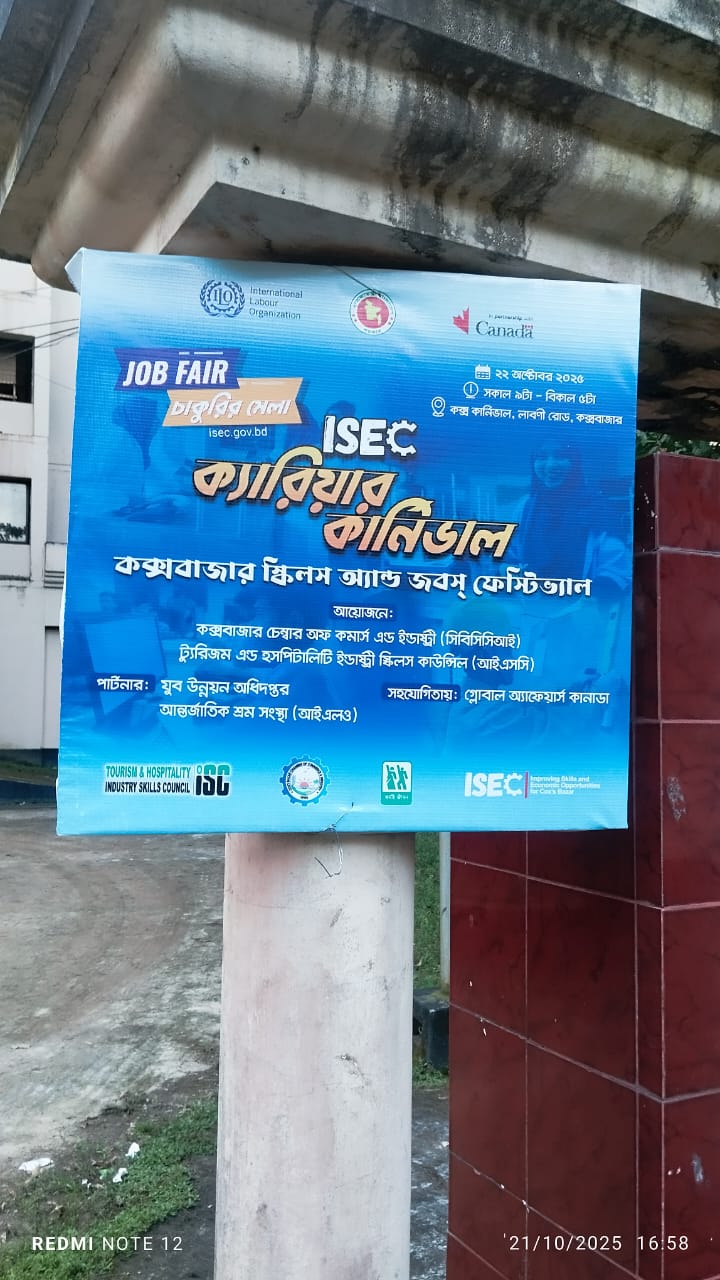 International
Labour
Organization
In partnership with
Canada
JOB FAIR
চাকুরির মেলা
isec.gov.bd
২২ অক্টোবর ২০২৫
সকাল ৯টা - বিকাল ৫টা
কক্স কার্নিভাল, লাবণী রোড, কক্সবাজার
ISEC
ক্যারিয়ার
কার্নিভাল
কক্সবাজার স্কিলস অ্যান্ড জবস্ ফেস্টিভ্যাল
আয়োজনে:
কক্সবাজার চেম্বার অফ কমার্স এন্ড ইন্ডাস্ট্রী (সিবিসিসিআই)
ট্যুরিজম এন্ড হসপিটালিটি ইন্ডাস্ট্রী স্কিলস কাউন্সিল (আইএসসি)
পার্টনার: যুব উন্নয়ন অধিদপ্তর
আন্তর্জাতিক শ্রম সংস্থা (আইএলও)
সহযোগিতায়: গ্লোবাল অ্যাফেয়ার্স কানাডা
TOURISM & HOSPITALITY
INDUSTRY SKILLS COUNCIL
ISC
ISEC
Improving Skills and
Economic Opportunities
for Cox's Bazar
REDMI NOTE 12
21/10/2025 16:58